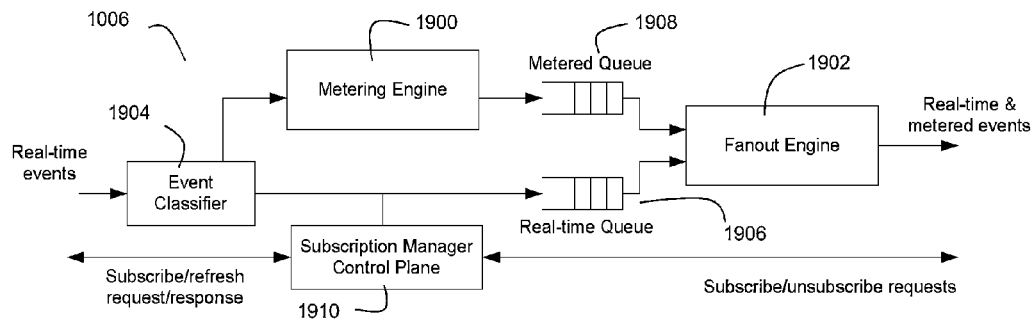 1006
1900
1908
1902
1904
Metering Engine
Metered Queue
Fanout Engine
Real-time &
metered events
Real-time
events
Event
Classifier
Real-time Queue
1906
Subscription Manager
Control Plane
1910
Subscribe/refresh
request/response
Subscribe/unsubscribe requests